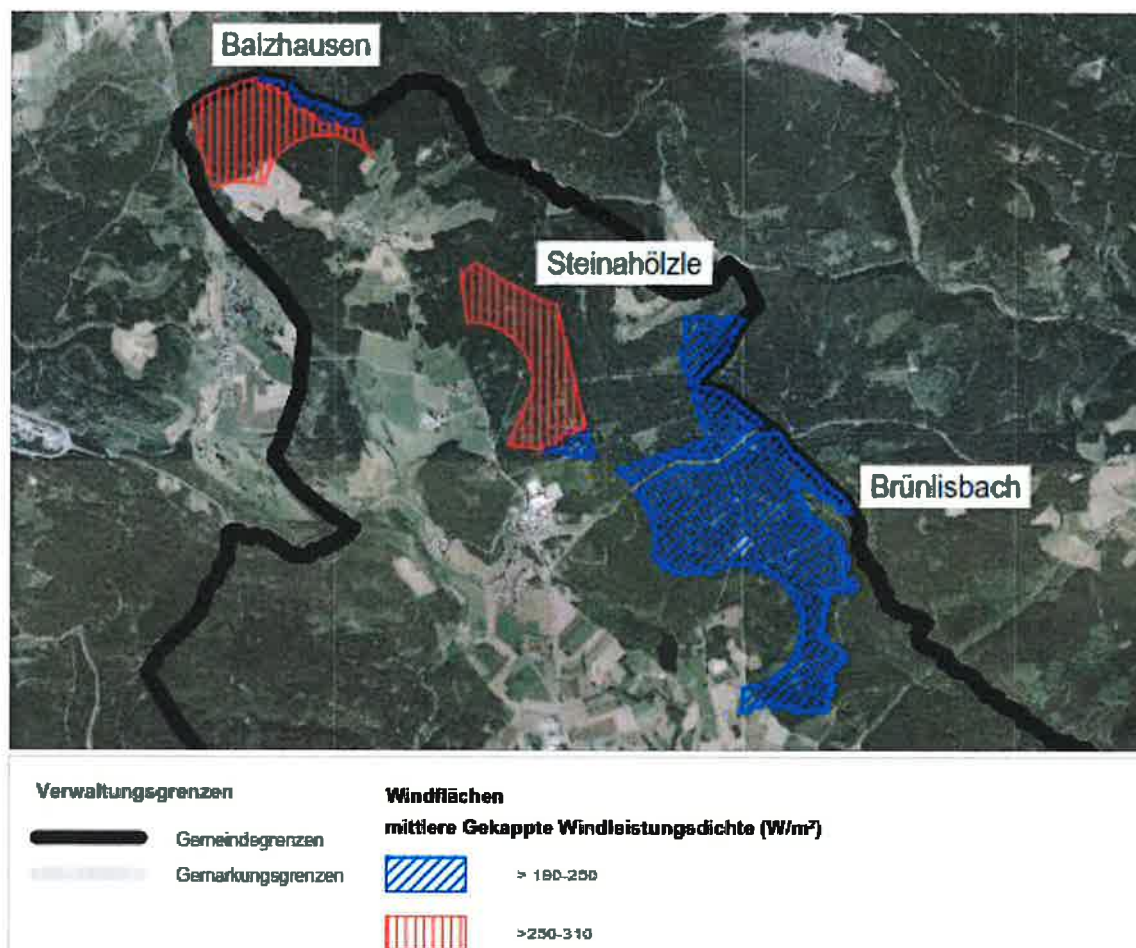 Balzhausen
Steinahölzle
Brünlisbach
Verwaltungsgrenzen
Gemeindegrenzen
Gemarkungsgrenzen
Windflächen
mittlere Gekappte Windleistungsdichte (W/m²)
> 190-250
>250-310